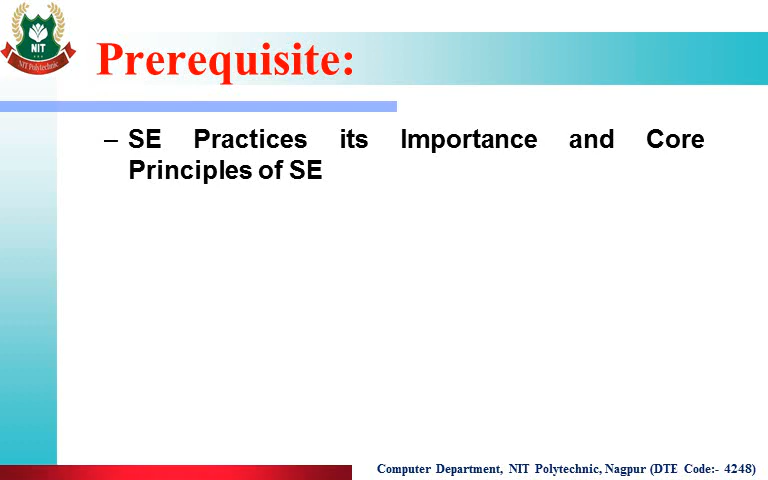 NIT
NIT Polytechnic
Prerequisite:
– SE Practices its Importance and Core
Principles of SE
Computer Department, NIT Polytechnic, Nagpur (DTE Code:- 4248)